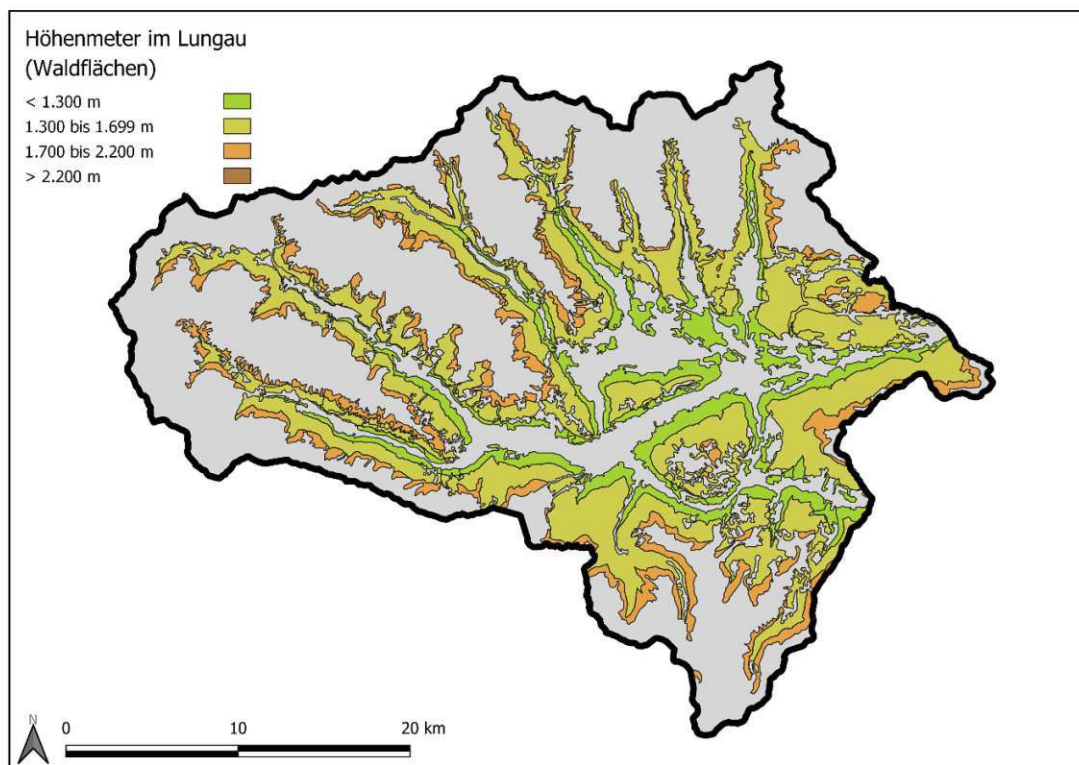 Höhenmeter im Lungau
(Waldflächen)
< 1.300 m
1.300 bis 1.699 m
1.700 bis 2.200 m
> 2.200 m
N
0 10 20 km